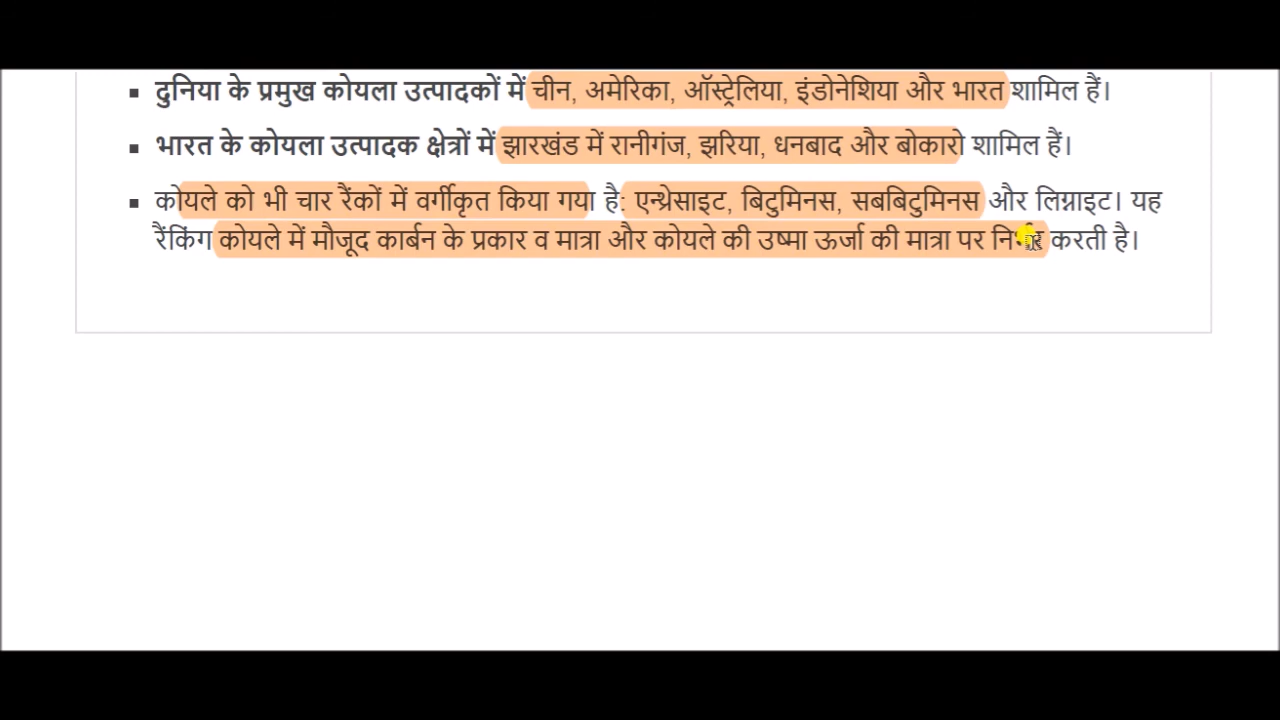 दुनिया के प्रमुख कोयला उत्पादकों में चीन, अमेरिका, ऑस्ट्रेलिया, इंडोनेशिया और भारत शामिल हैं।
भारत के कोयला उत्पादक क्षेत्रों में झारखंड में रानीगंज, झरिया, धनबाद और बोकारो शामिल हैं।
कोयले को भी चार रैंकों में वर्गीकृत किया गया है: एन्थ्रेसाइट, बिटुमिनस, सबबिटुमिनस और लिग्नाइट। यह
रैंकिंग कोयले में मौजूद कार्बन के प्रकार व मात्रा और कोयले की उष्मा ऊर्जा की मात्रा पर निर्भर करती है।